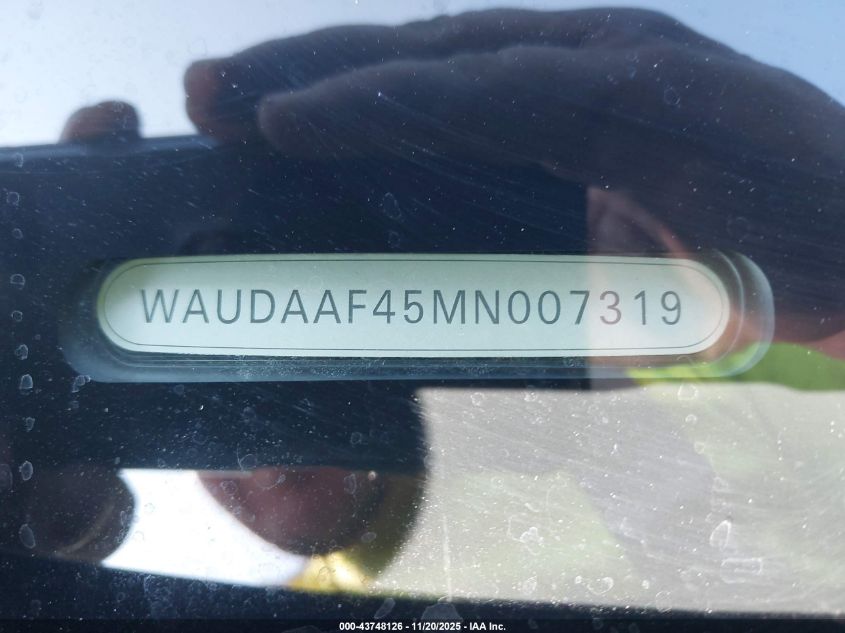 WAUDAAF45MN007319
000-43748126 - 11/20/2025 - IAA Inc.